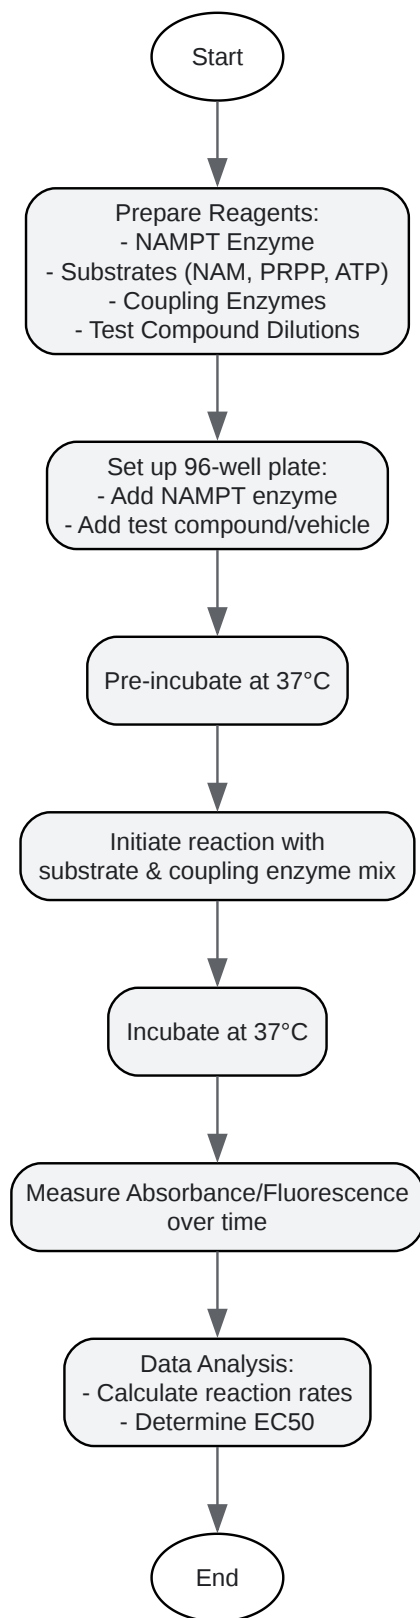 Start
Prepare Reagents:
- NAMPT Enzyme
- Substrates (NAM, PRPP, ATP)
- Coupling Enzymes
- Test Compound Dilutions
Set up 96-well plate:
- Add NAMPT enzyme
- Add test compound/vehicle
Pre-incubate at 37°C
Initiate reaction with
substrate & coupling enzyme mix
Incubate at 37°C
Measure Absorbance/Fluorescence
over time
Data Analysis:
- Calculate reaction rates
- Determine EC50
End